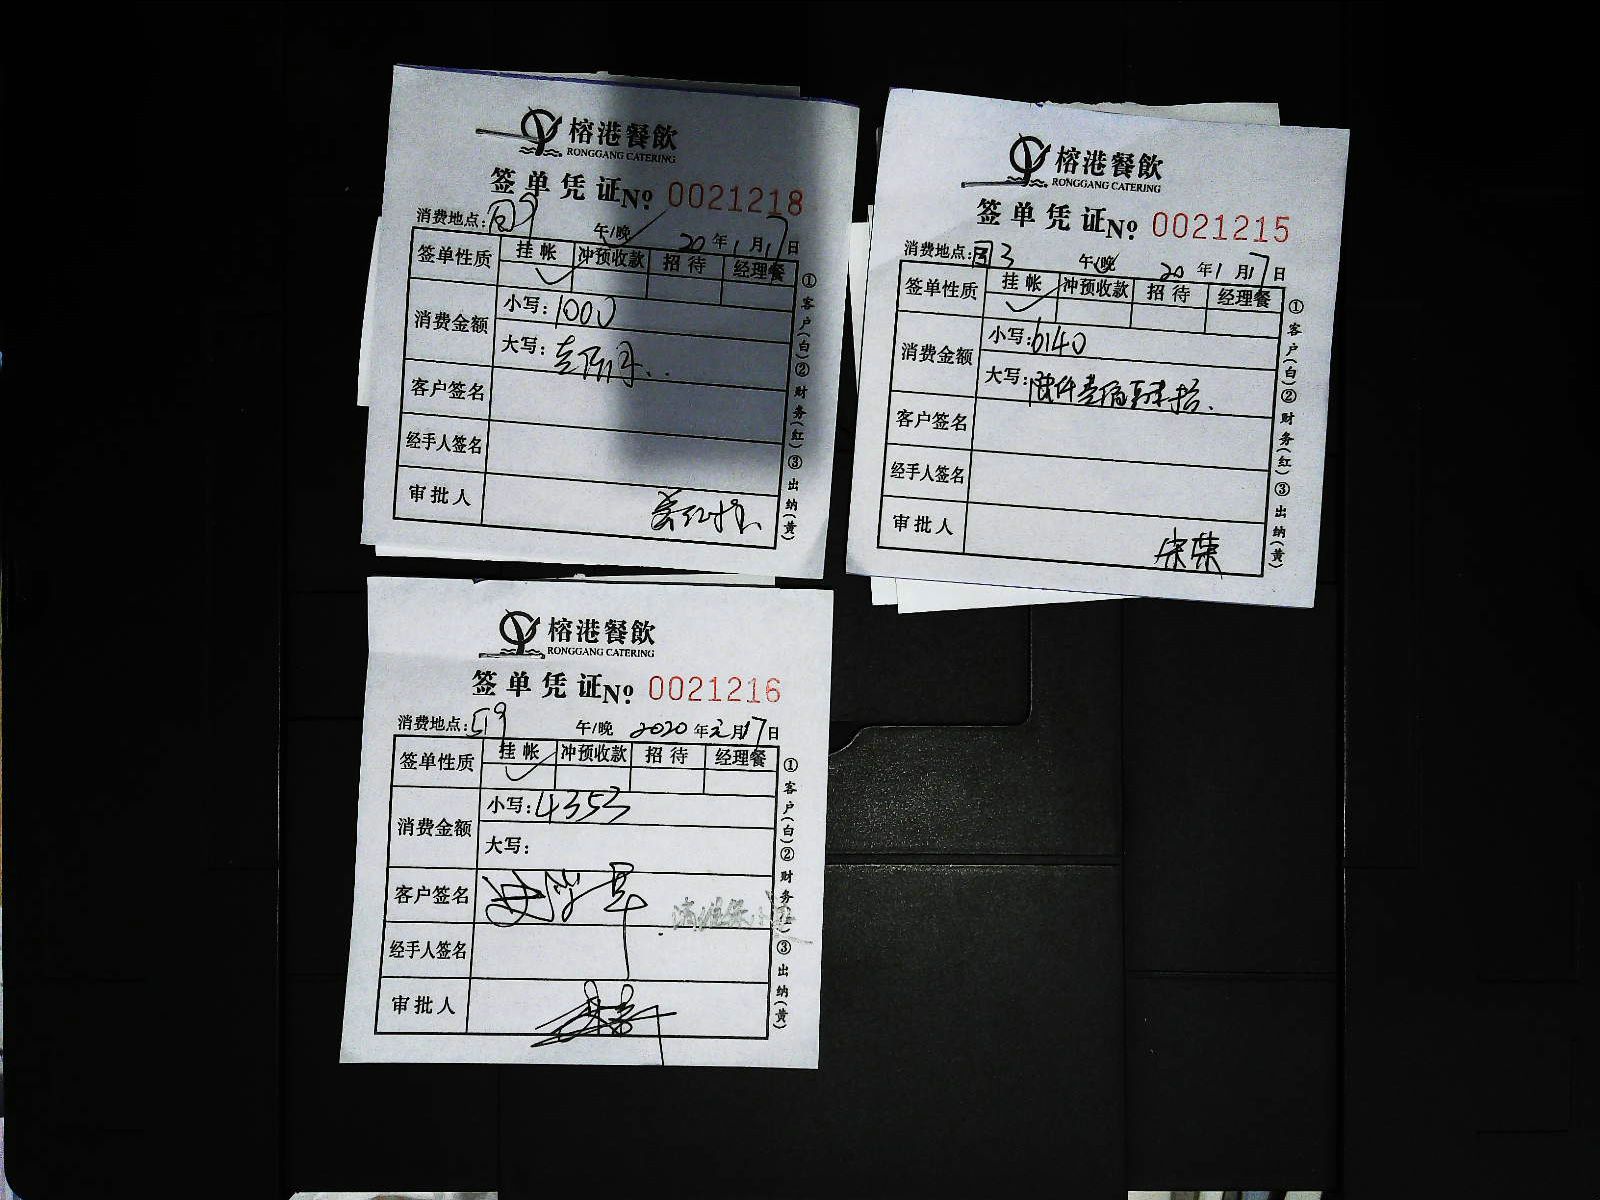 榕港餐飲
RONGGANG CATERING
签单凭证№ 0021218
消费地点:
午/晚 20年1月17日
签单性质 挂帐 冲预收款 招待 经理餐
消费金额 小写:1000
大写:
客户签名
经手人签名
审批人
①客户(白)②财务(红)③出纳(黄)
榕港餐飲
RONGGANG CATERING
签单凭证№ 0021215
消费地点: 午/晚 20年1月17日
签单性质 挂帐 冲预收款 招待 经理餐
消费金额 小写:6140
大写:陆仟壹佰肆拾
客户签名
经手人签名
审批人 宋荣
①客户(白)②财务(红)③出纳(黄)
榕港餐飲
RONGGANG CATERING
签单凭证№ 0021216
消费地点: 午/晚 2020年元月17日
签单性质 挂帐 冲预收款 招待 经理餐
消费金额 小写:4353
大写:
客户签名
经手人签名
审批人
①客户(白)②财务(红)③出纳(黄)